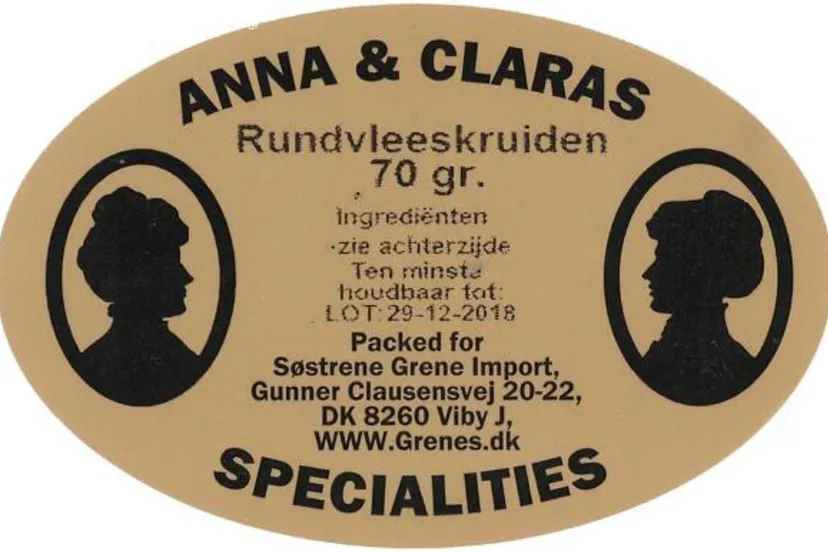 ANNA & CLARAS
Rundvleeskruiden
70 gr.
Ingrediënten
-zie achterzijde
Ten minste
houdbaar tot:
LOT: 29-12-2018
Packed for
Søstrene Grene Import,
Gunner Clausensvej 20-22,
DK 8260 Viby J,
WWW.Grenes.dk
SPECIALITIES